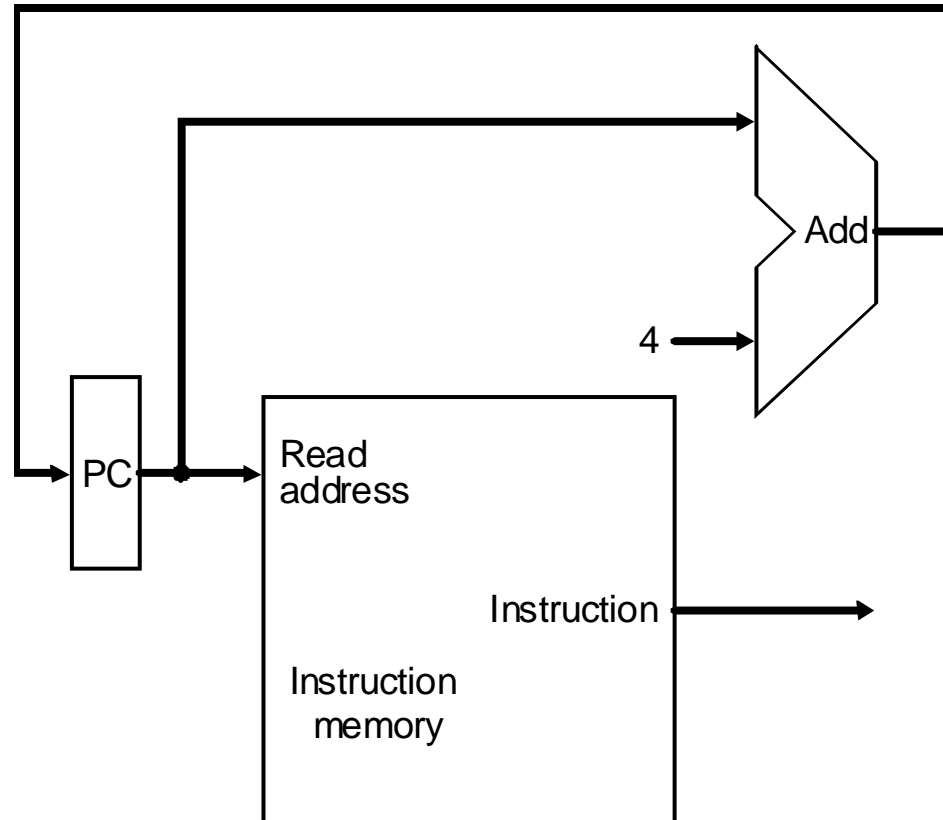 Add
4
PC
Read
address
Instruction
Instruction
memory